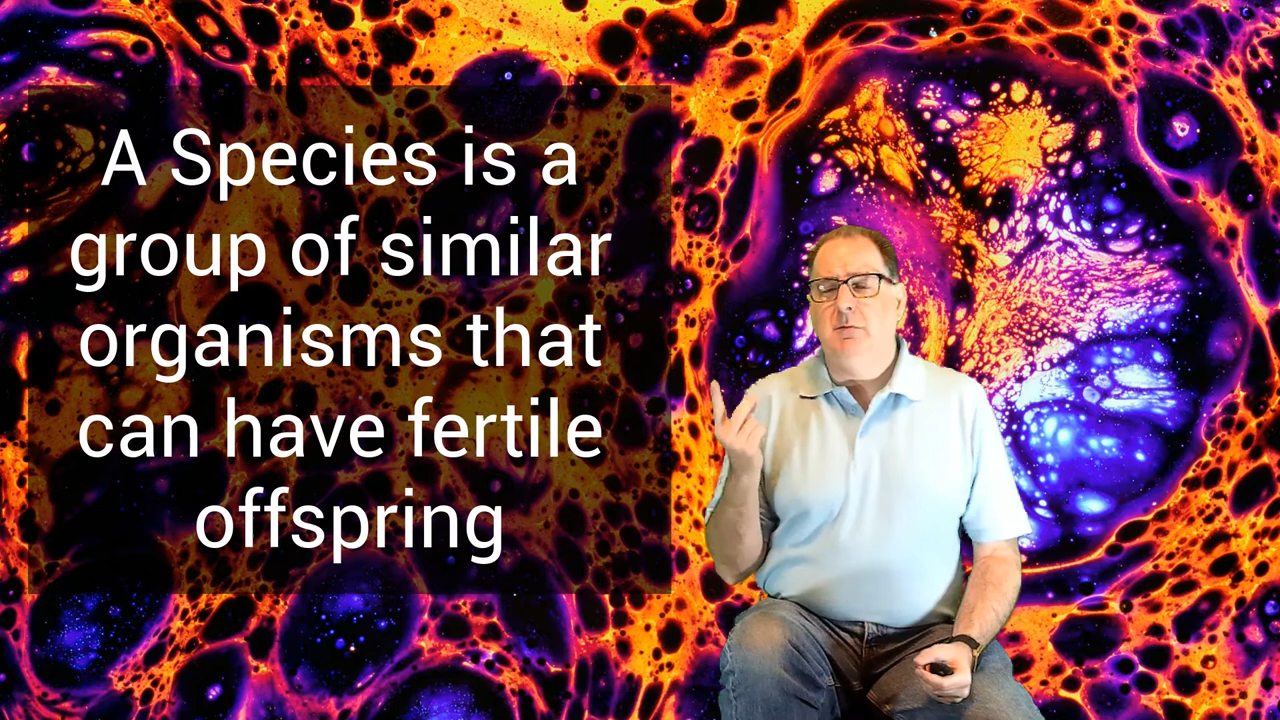 A Species is a
group of similar
organisms that
can have fertile
offspring